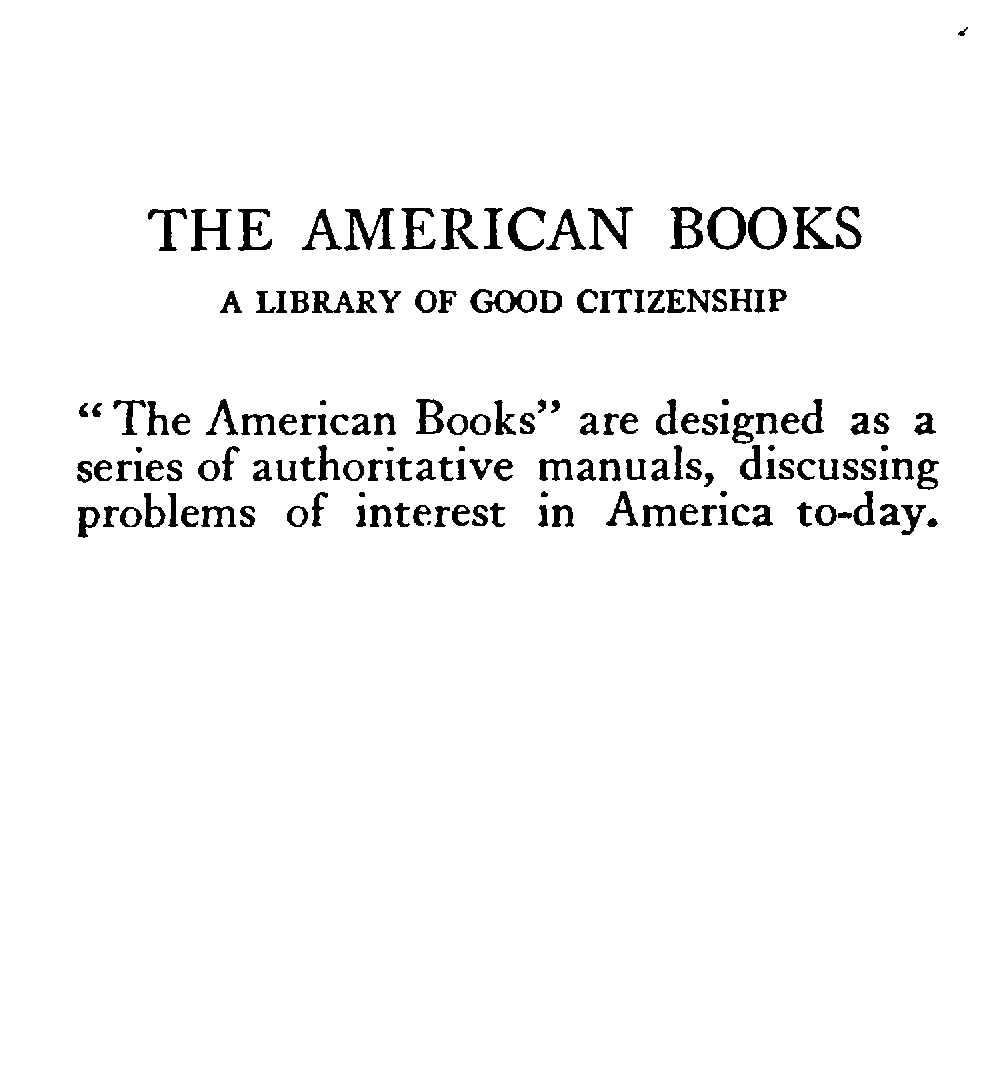 THE AMERICAN BOOKS
A LIBRARY OF GOOD CITIZENSHIP
“The American Books” are designed as a
series of authoritative manuals, discussing
problems of interest in America to-day.